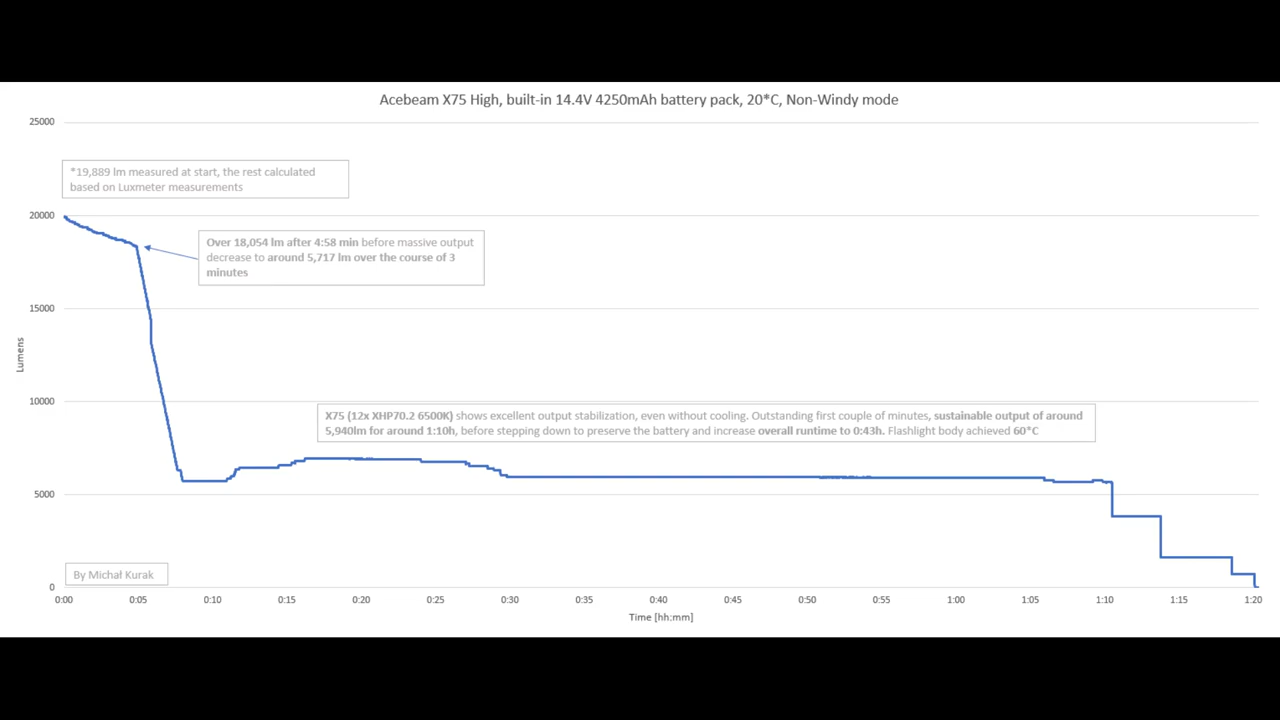 Acebeam X75 High, built-in 14.4V 4250mAh battery pack, 20*C, Non-Windy mode
25000
*19,889 lm measured at start, the rest calculated
based on Luxmeter measurements
20000
Over 18,054 lm after 4:58 min before massive output
decrease to around 5,717 lm over the course of 3
minutes
15000
Lumens
10000
X75 (12x XHP70.2 6500K) shows excellent output stabilization, even without cooling. Outstanding first couple of minutes, sustainable output of around
5,940lm for around 1:10h, before stepping down to preserve the battery and increase overall runtime to 0:43h. Flashlight body achieved 60*C
5000
By Michał Kurak
0
0:00 0:05 0:10 0:15 0:20 0:25 0:30 0:35 0:40 0:45 0:50 0:55 1:00 1:05 1:10 1:15 1:20
Time [hh:mm]